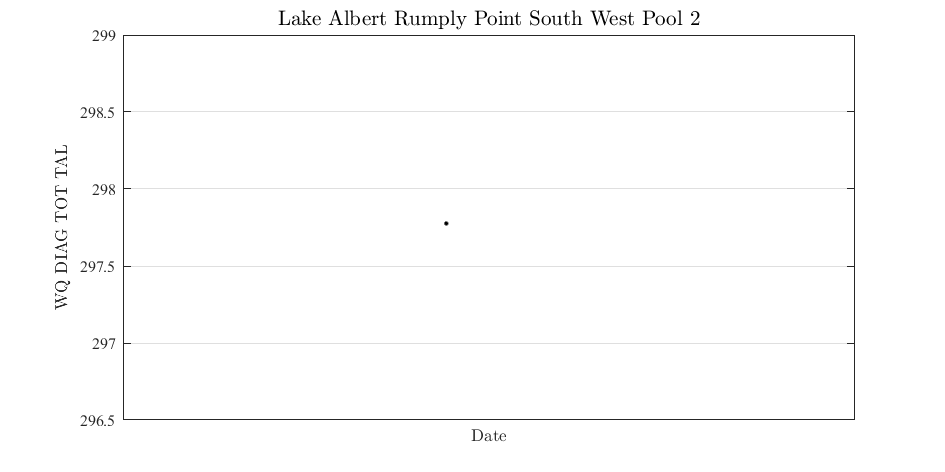 Lake Albert Rumply Point South West Pool 2
299
298.5
298
297.5
297
296.5
WQ DIAG TOT TAL
Date